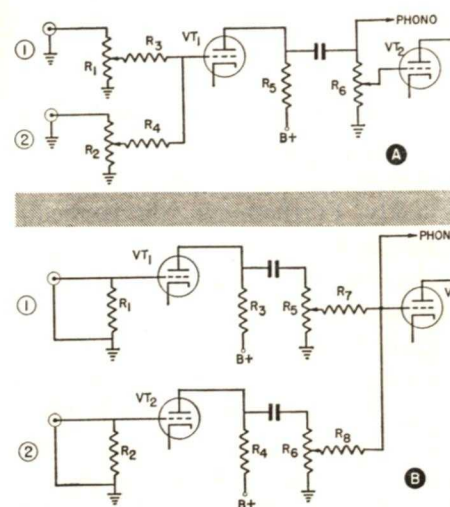 PHONO
1 VT1 VT2
R1 R3 R5 R6
2 R2 R4 B+
A
PHON
1 VT1 R1 R3 R5 R7 V
B+
2 VT2 R2 R4 R6 R8
B+ B